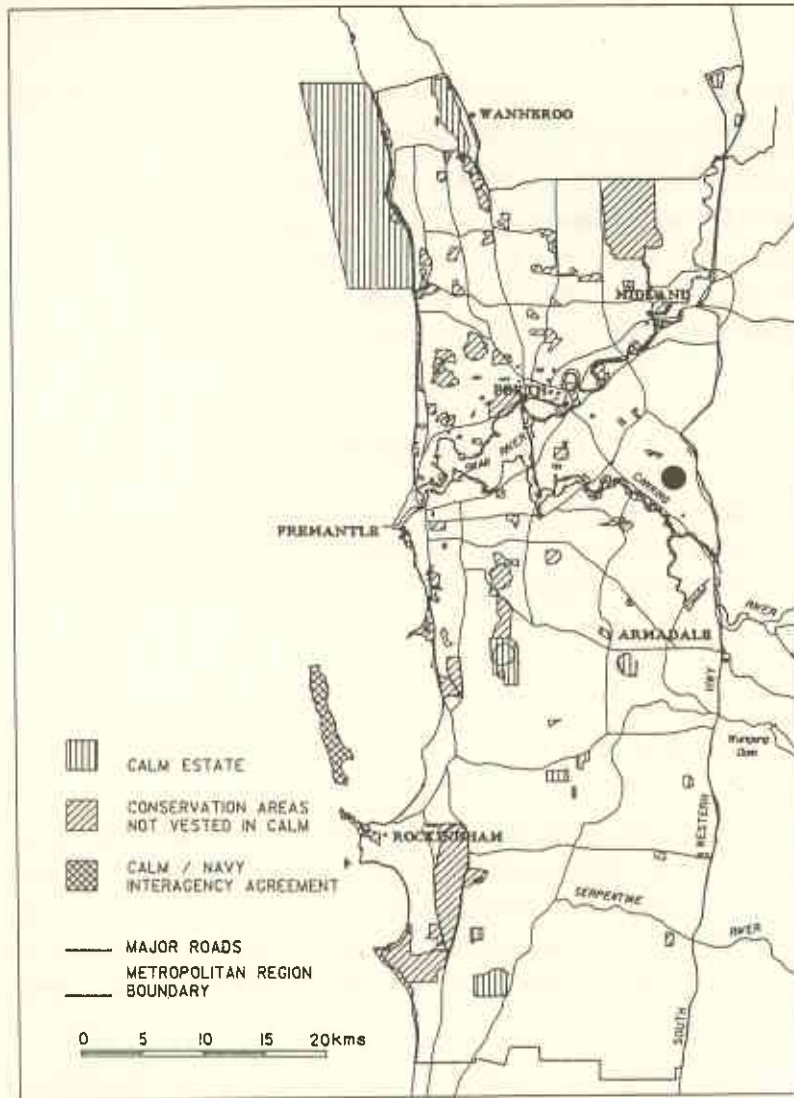 WANNEROO
MIDLAND
PERTH
SWAN RIVER
CANNING
FREMANTLE
RIVER
ARMADALE
HWY
Wungong
Dam
CALM ESTATE
CONSERVATION AREAS
NOT VESTED IN CALM
ROCKINGHAM
WESTERN
CALM / NAVY
INTERAGENCY AGREEMENT
SERPENTINE
RIVER
MAJOR ROADS
METROPOLITAN REGION
BOUNDARY
SOUTH
0 5 10 15 20kms